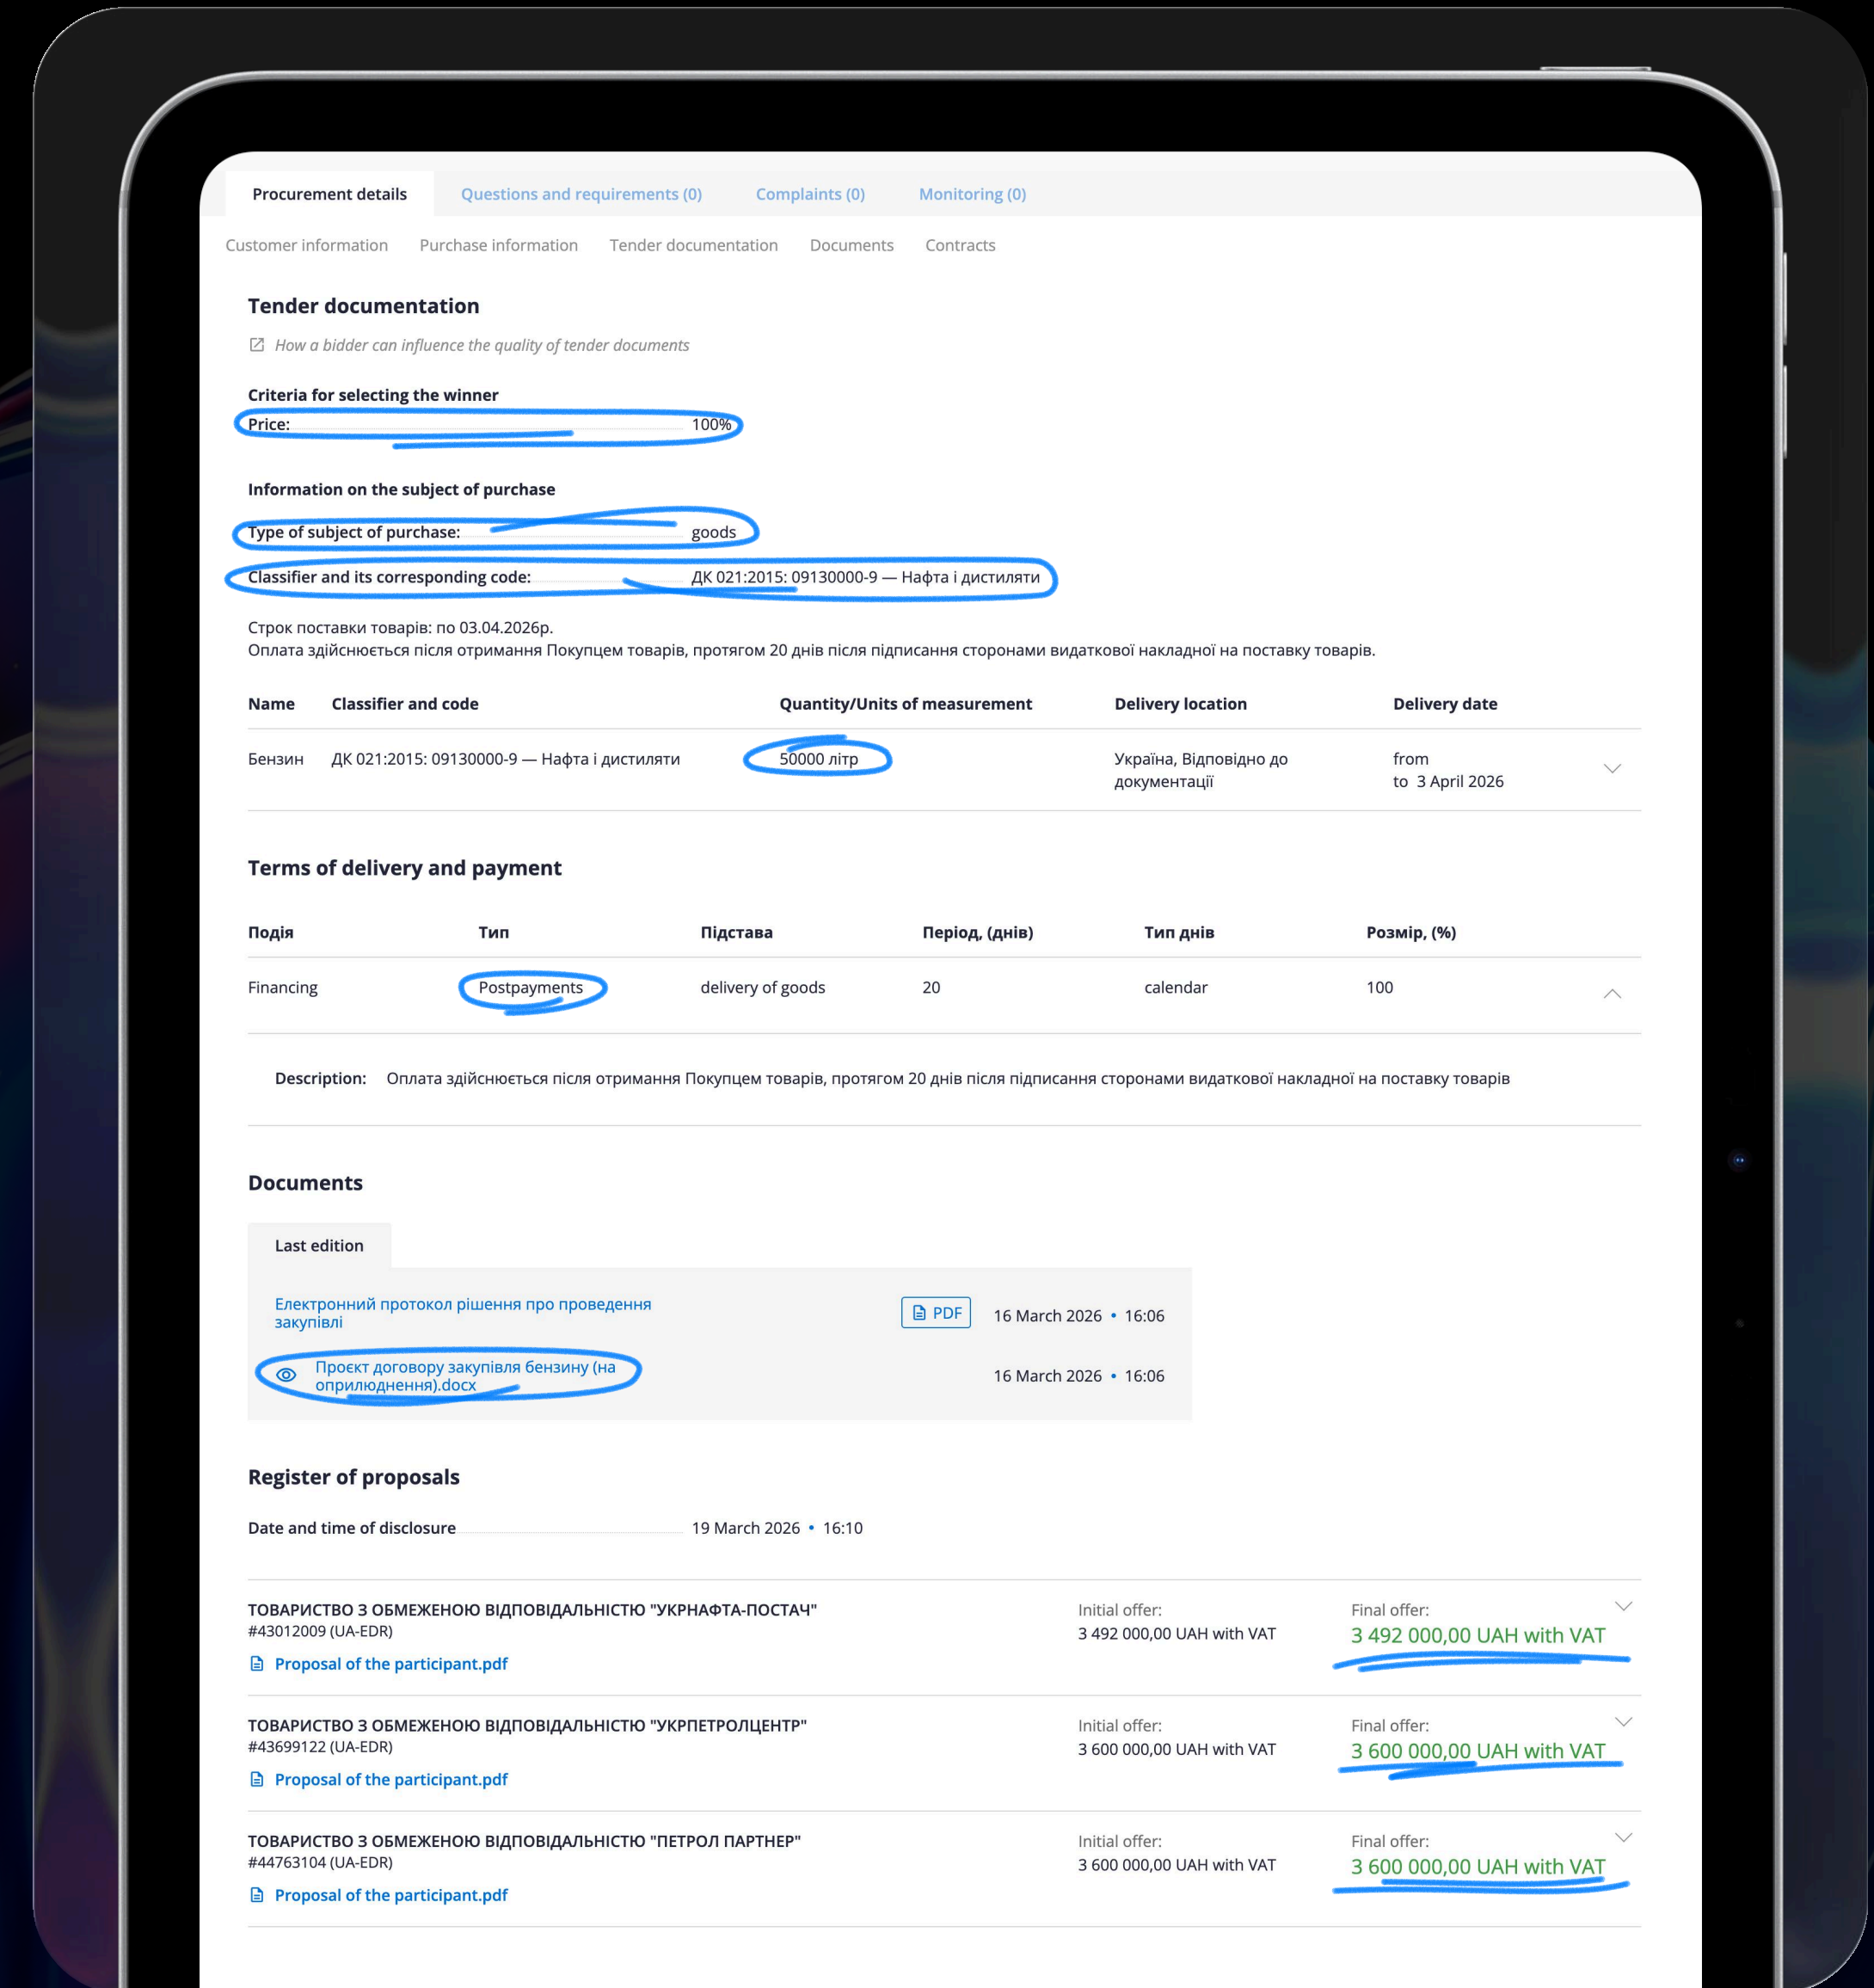 Procurement details Questions and requirements (0) Complaints (0) Monitoring (0)
Customer information Purchase information Tender documentation Documents Contracts
Tender documentation
How a bidder can influence the quality of tender documents
Criteria for selecting the winner
Price: 100%
Information on the subject of purchase
Type of subject of purchase: goods
Classifier and its corresponding code: ДК 021:2015: 09130000-9 — Нафта і дистиляти
Строк поставки товарів: по 03.04.2026р.
Оплата здійснюється після отримання Покупцем товарів, протягом 20 днів після підписання сторонами видаткової накладної на поставку товарів.
Name Classifier and code Quantity/Units of measurement Delivery location Delivery date
Бензин ДК 021:2015: 09130000-9 — Нафта і дистиляти 50000 літр Україна, Відповідно до from
документації to 3 April 2026
Terms of delivery and payment
Подія Тип Підстава Період, (днів) Тип днів Розмір, (%)
Financing Postpayments delivery of goods 20 calendar 100
Description: Оплата здійснюється після отримання Покупцем товарів, протягом 20 днів після підписання сторонами видаткової накладної на поставку товарів
Documents
Last edition
Електронний протокол рішення про проведення
закупівлі
PDF 16 March 2026 • 16:06
Проєкт договору закупівля бензину (на
оприлюднення).docx
16 March 2026 • 16:06
Register of proposals
Date and time of disclosure 19 March 2026 • 16:10
ТОВАРИСТВО З ОБМЕЖЕНОЮ ВІДПОВІДАЛЬНІСТЮ "УКРНАФТА-ПОСТАЧ" Initial offer: Final offer:
#43012009 (UA-EDR) 3 492 000,00 UAH with VAT 3 492 000,00 UAH with VAT
Proposal of the participant.pdf
ТОВАРИСТВО З ОБМЕЖЕНОЮ ВІДПОВІДАЛЬНІСТЮ "УКРПЕТРОЛЦЕНТР" Initial offer: Final offer:
#43699122 (UA-EDR) 3 600 000,00 UAH with VAT 3 600 000,00 UAH with VAT
Proposal of the participant.pdf
ТОВАРИСТВО З ОБМЕЖЕНОЮ ВІДПОВІДАЛЬНІСТЮ "ПЕТРОЛ ПАРТНЕР" Initial offer: Final offer:
#44763104 (UA-EDR) 3 600 000,00 UAH with VAT 3 600 000,00 UAH with VAT
Proposal of the participant.pdf